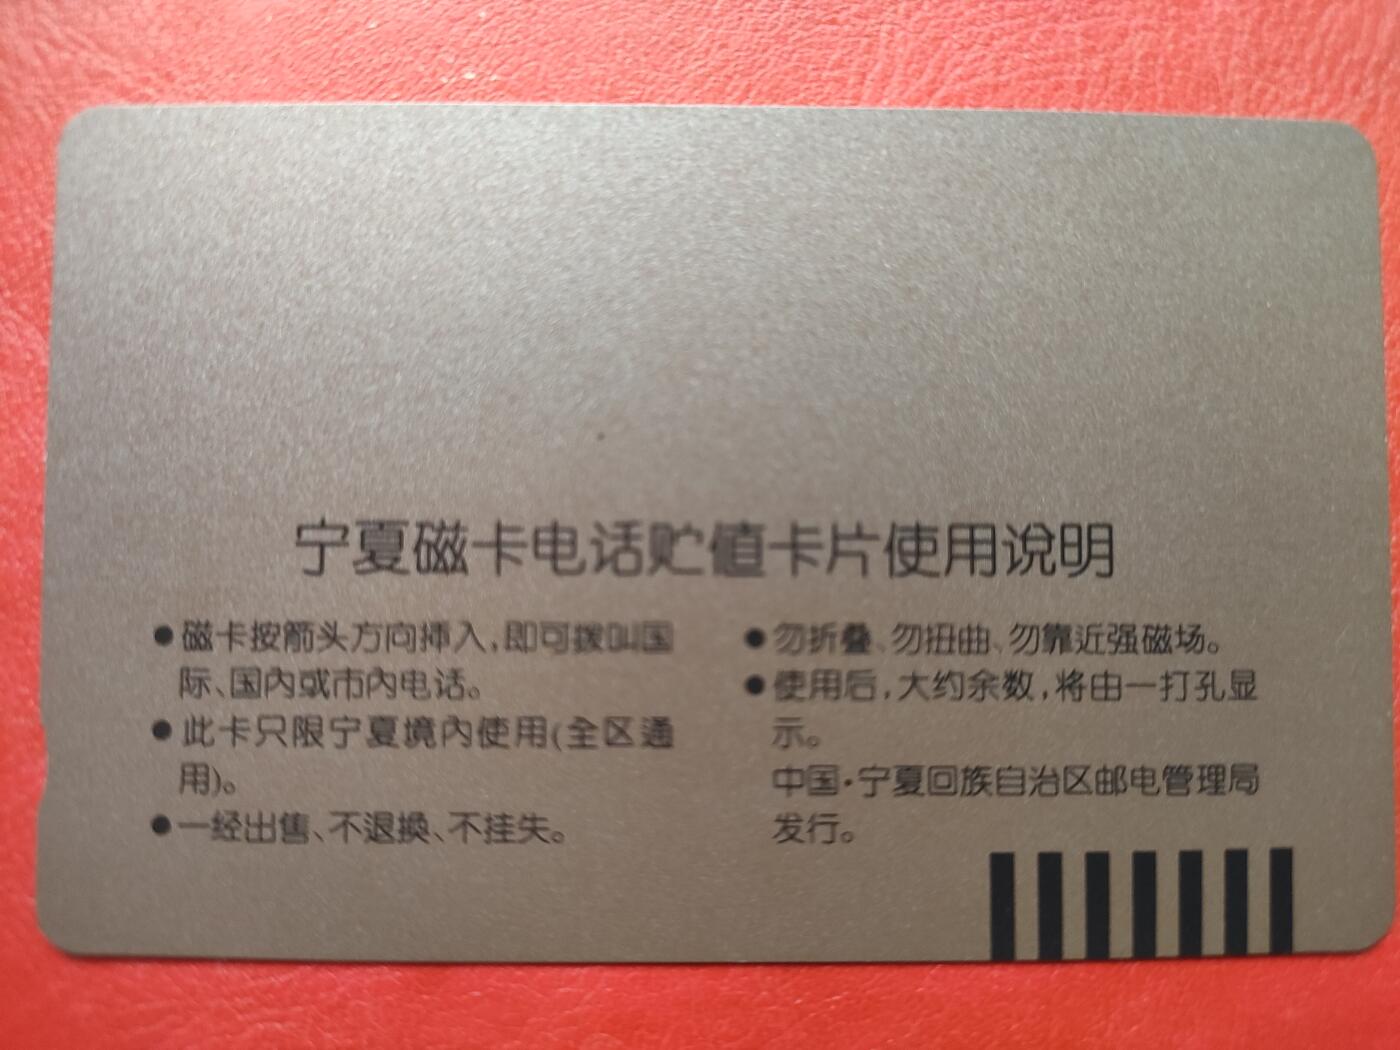 宁夏磁卡电话贮值卡片使用说明
●磁卡按箭头方向挿入,即可拨叫国
际、国内或市内电话。
●此卡只限宁夏境内使用(全区通
用)。
●一经出售、不退换、不挂失。
●勿折叠、勿扭曲、勿靠近强磁场。
●使用后,大约余数,将由一打孔显
示。
中国·宁夏回族自治区邮电管理局
发行。